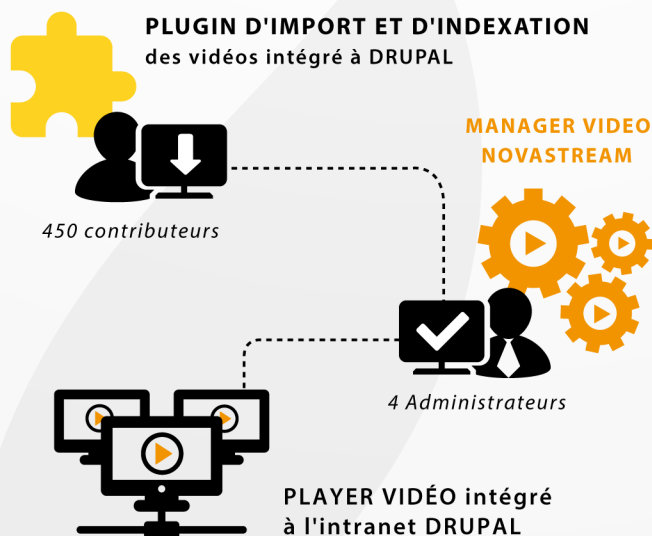 PLUGIN D'IMPORT ET D'INDEXATION
des vidéos intégré à DRUPAL
MANAGER VIDEO
NOVASTREAM
450 contributeurs
4 Administrateurs
PLAYER VIDÉO intégré
à l'intranet DRUPAL